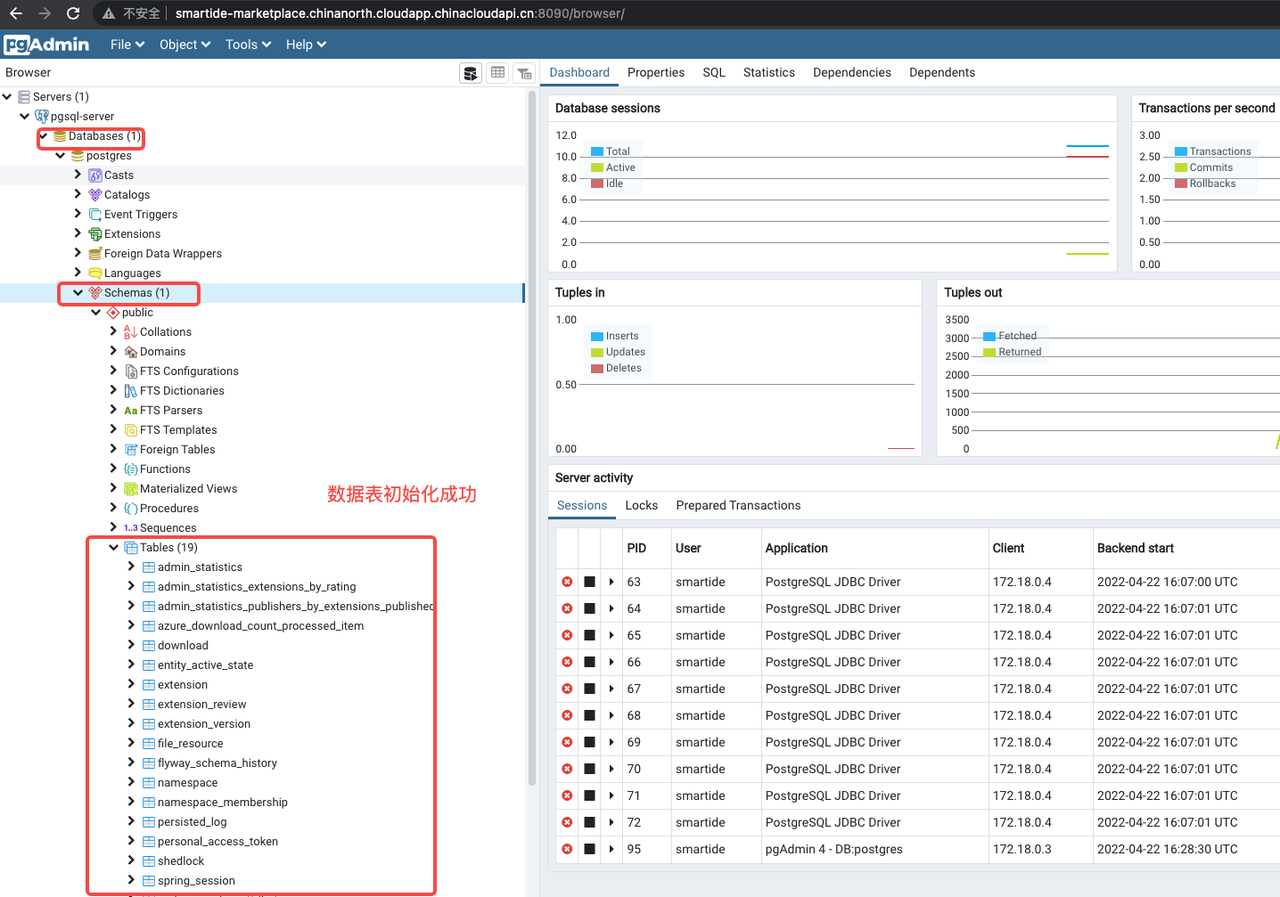 不安全 smartide-marketplace.chinanorth.cloudapp.chinacloudapi.cn:8090/browser/
pgAdmin File Object Tools Help
Browser
Servers (1)
pgsql-server
Databases (1)
postgres
Casts
Catalogs
Event Triggers
Extensions
Foreign Data Wrappers
Languages
Schemas (1)
public
Collations
Domains
FTS Configurations
FTS Dictionaries
FTS Parsers
FTS Templates
Foreign Tables
Functions
Materialized Views
Procedures
1..3 Sequences
数据表初始化成功
Tables (19)
admin_statistics
admin_statistics_extensions_by_rating
admin_statistics_publishers_by_extensions_published
azure_download_count_processed_item
download
entity_active_state
extension
extension_review
extension_version
file_resource
flyway_schema_history
namespace
namespace_membership
persisted_log
personal_access_token
shedlock
spring_session
Dashboard Properties SQL Statistics Dependencies Dependents
Database sessions
12.0
10.0
8.0
6.0
4.0
2.0
0.0
Total
Active
Idle
Transactions per second
3.00
2.50
2.00
1.50
1.00
0.50
0.00
Transactions
Commits
Rollbacks
Tuples in
1.00
0.50
0.00
Inserts
Updates
Deletes
Tuples out
3500
3000
2500
2000
1500
1000
500
0
Fetched
Returned
Server activity
Sessions Locks Prepared Transactions
PID User Application Client Backend start
63 smartide PostgreSQL JDBC Driver 172.18.0.4 2022-04-22 16:07:00 UTC
64 smartide PostgreSQL JDBC Driver 172.18.0.4 2022-04-22 16:07:01 UTC
65 smartide PostgreSQL JDBC Driver 172.18.0.4 2022-04-22 16:07:01 UTC
66 smartide PostgreSQL JDBC Driver 172.18.0.4 2022-04-22 16:07:01 UTC
67 smartide PostgreSQL JDBC Driver 172.18.0.4 2022-04-22 16:07:01 UTC
68 smartide PostgreSQL JDBC Driver 172.18.0.4 2022-04-22 16:07:01 UTC
69 smartide PostgreSQL JDBC Driver 172.18.0.4 2022-04-22 16:07:01 UTC
70 smartide PostgreSQL JDBC Driver 172.18.0.4 2022-04-22 16:07:01 UTC
71 smartide PostgreSQL JDBC Driver 172.18.0.4 2022-04-22 16:07:01 UTC
72 smartide PostgreSQL JDBC Driver 172.18.0.4 2022-04-22 16:07:01 UTC
95 smartide pgAdmin 4 - DB:postgres 172.18.0.3 2022-04-22 16:28:30 UTC